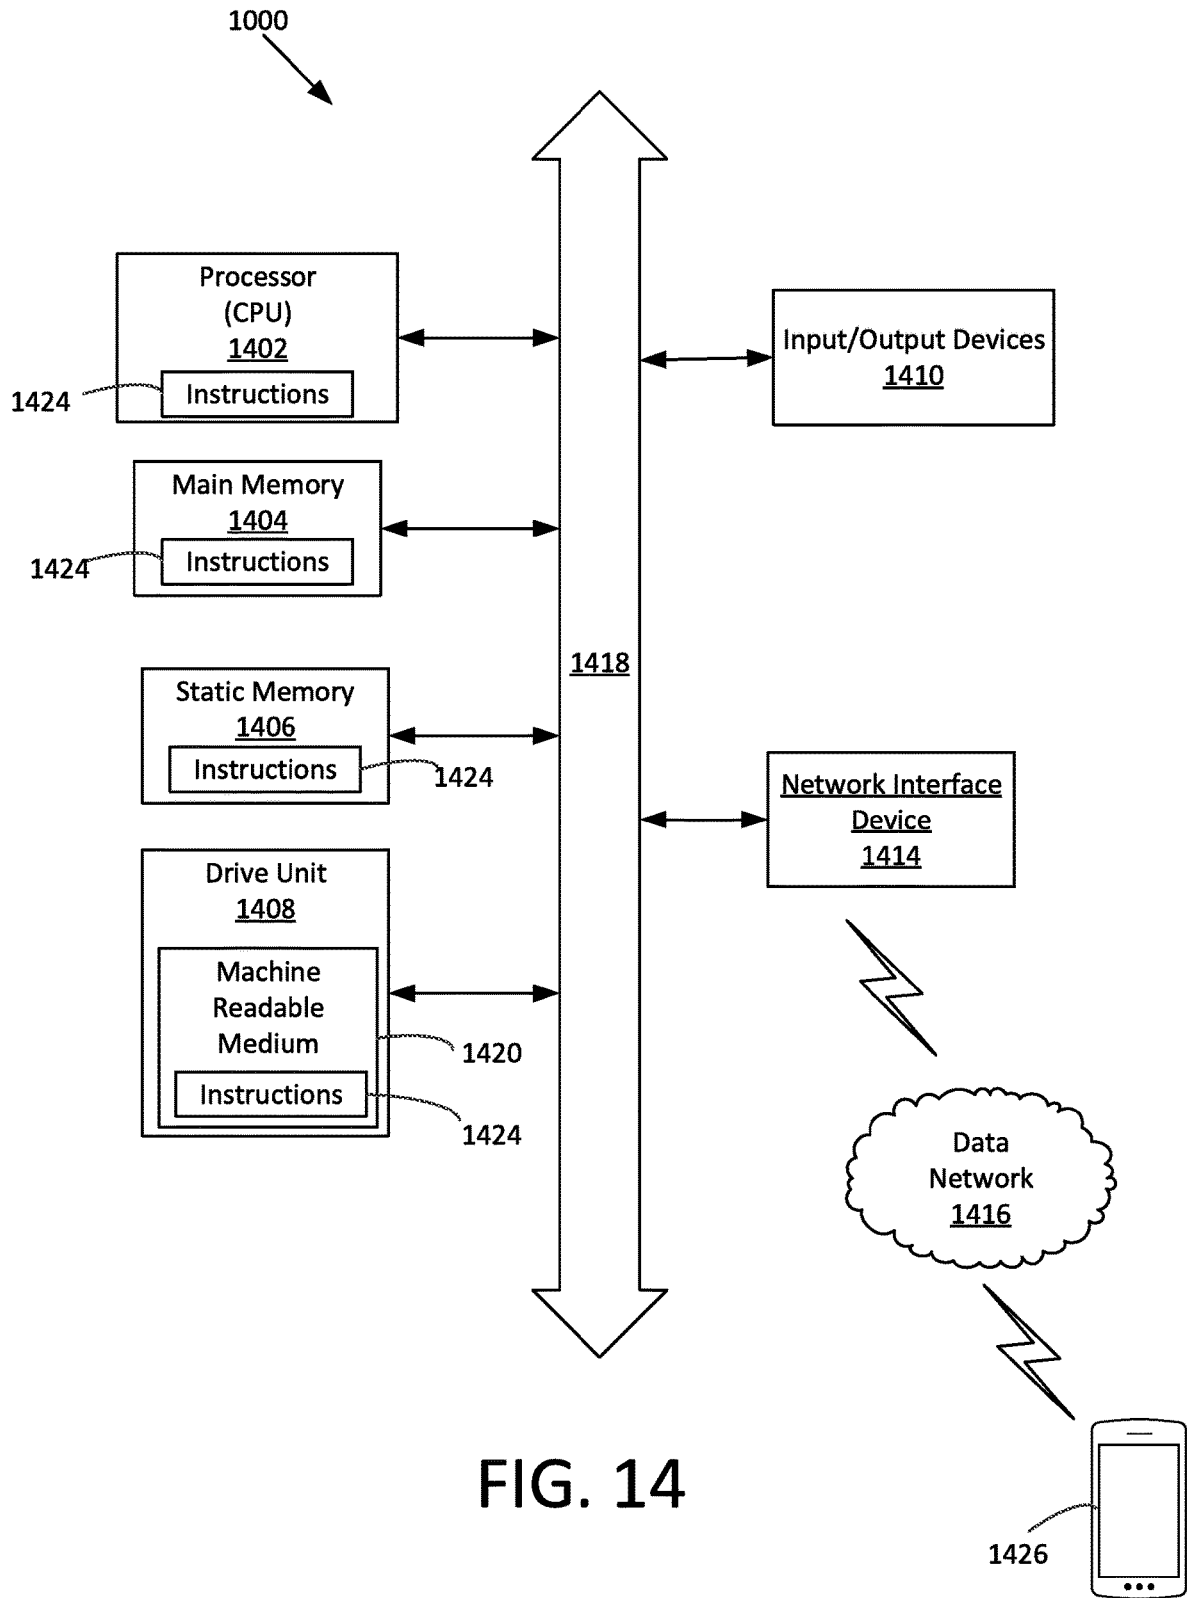 1000
Processor
(CPU)
1402
Instructions
1424
Main Memory
1404
Instructions
1424
Static Memory
1406
Instructions
1424
Drive Unit
1408
Machine
Readable
Medium
1420
Instructions
1424
1418
Input/Output Devices
1410
Network Interface
Device
1414
Data
Network
1416
1426
FIG. 14